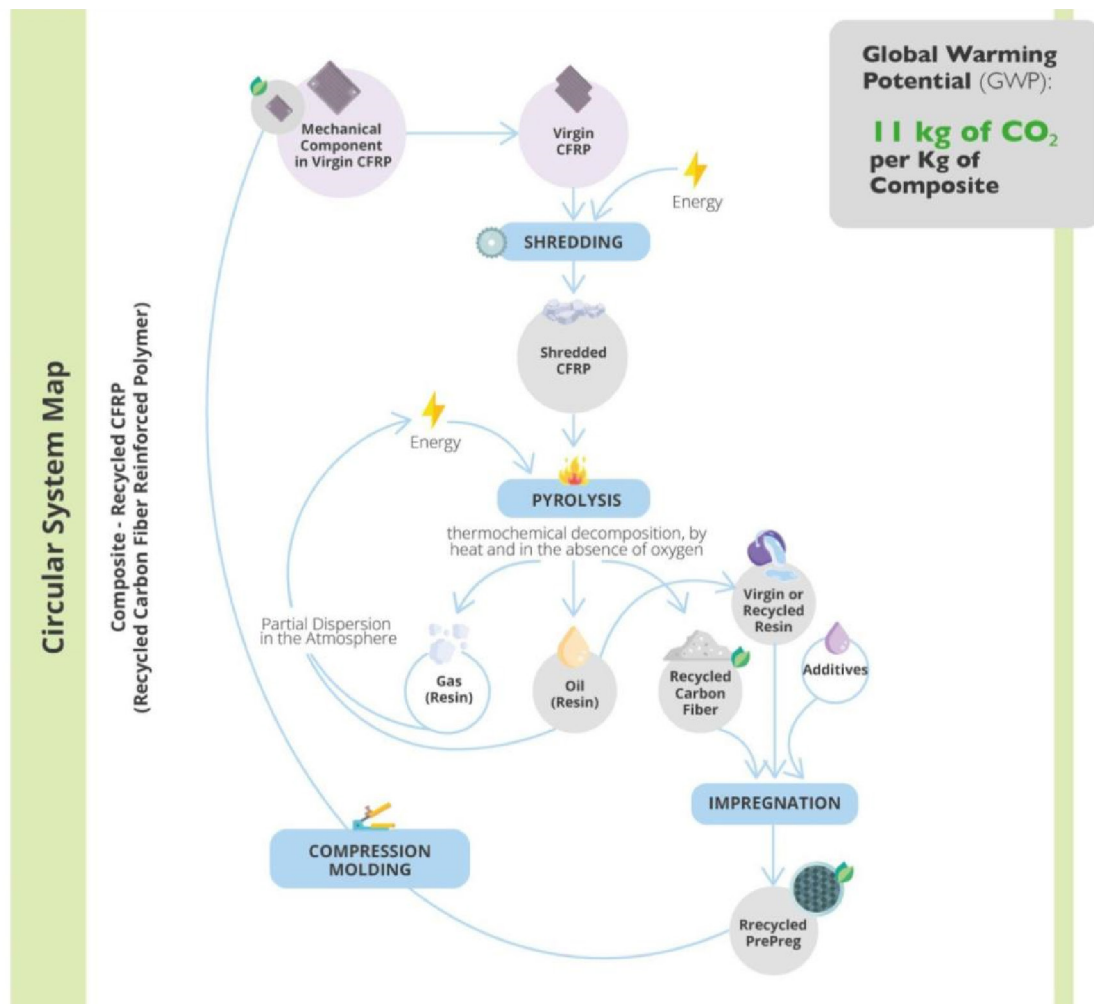 Circular System Map
Composite - Recycled CFRP
(Recycled Carbon Fiber Reinforced Polymer)
Global Warming
Potential (GWP):
11 kg of CO₂
per Kg of
Composite
Mechanical
Component
in Virgin CFRP
Virgin
CFRP
Energy
SHREDDING
Shredded
CFRP
Energy
PYROLYSIS
thermochemical decomposition, by
heat and in the absence of oxygen
Partial Dispersion
in the Atmosphere
Gas
(Resin)
Oil
(Resin)
Recycled
Carbon
Fiber
Virgin or
Recycled
Resin
Additives
IMPREGNATION
COMPRESSION
MOLDING
Rrecycled
PrePreg